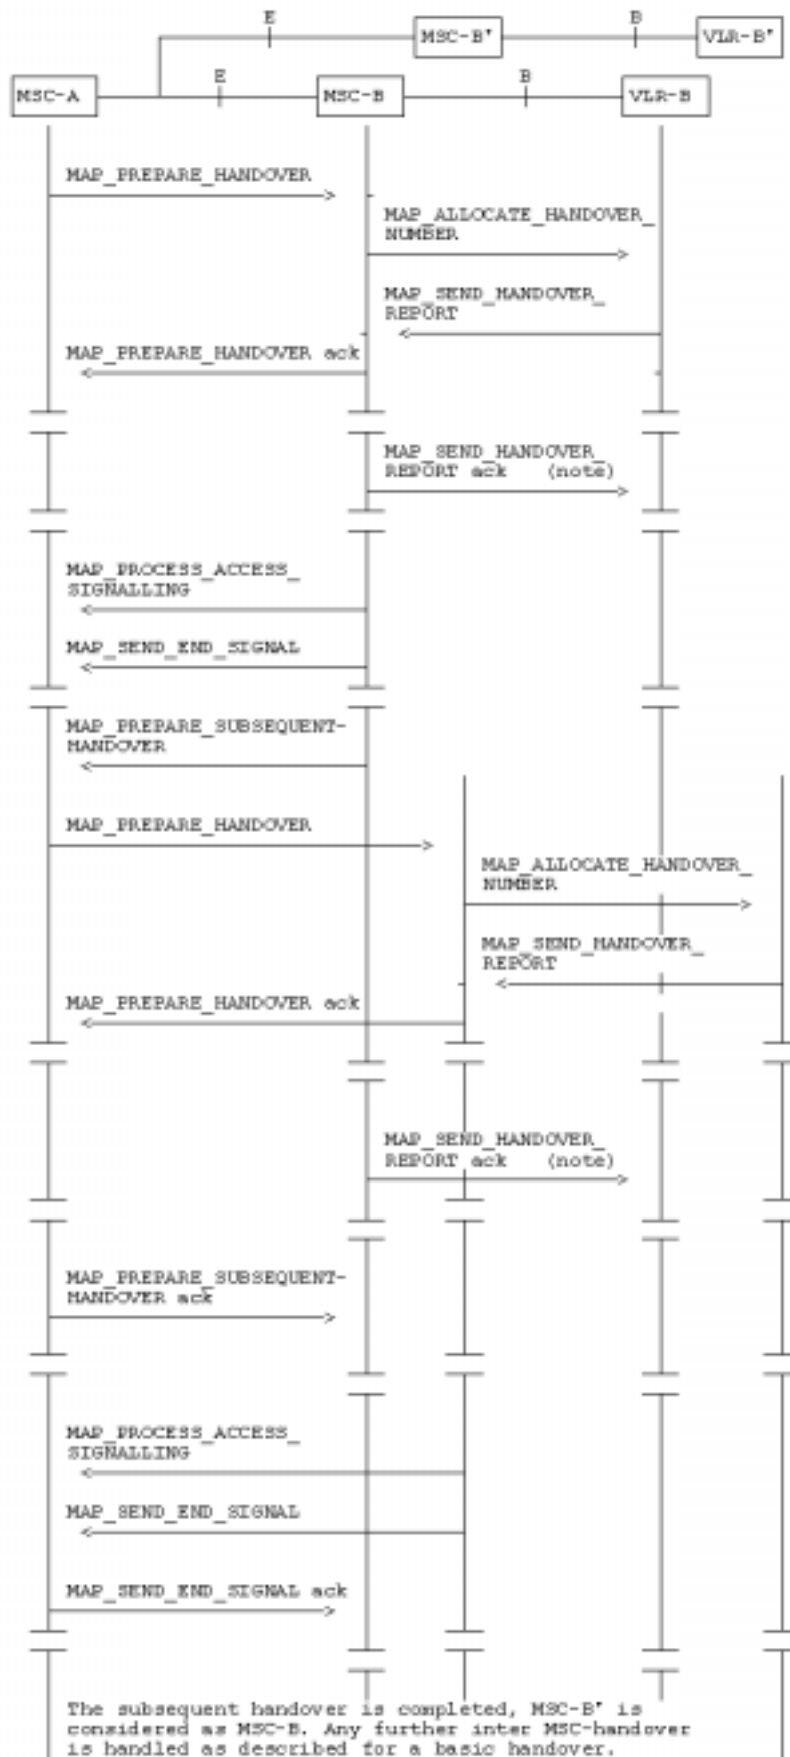 E
B
MSC-B'
VLR-B'
E
B
MSC-A
MSC-B
VLR-B
MAP_PREPARE_HANDOVER
MAP_ALLOCATE_HANDOVER_
NUMBER
MAP_SEND_HANDOVER_
REPORT
MAP_PREPARE_HANDOVER ack
MAP_SEND_HANDOVER_
REPORT ack (note)
MAP_PROCESS_ACCESS_
SIGNALLING
MAP_SEND_END_SIGNAL
MAP_PREPARE_SUBSEQUENT-
HANDOVER
MAP_PREPARE_HANDOVER
MAP_ALLOCATE_HANDOVER_
NUMBER
MAP_SEND_HANDOVER_
REPORT
MAP_PREPARE_HANDOVER ack
MAP_SEND_HANDOVER_
REPORT ack (note)
MAP_PREPARE_SUBSEQUENT-
HANDOVER ack
MAP_PROCESS_ACCESS_
SIGNALLING
MAP_SEND_END_SIGNAL
MAP_SEND_END_SIGNAL ack
The subsequent handover is completed, MSC-B' is
considered as MSC-B. Any further inter MSC-handover
is handled as described for a basic handover.